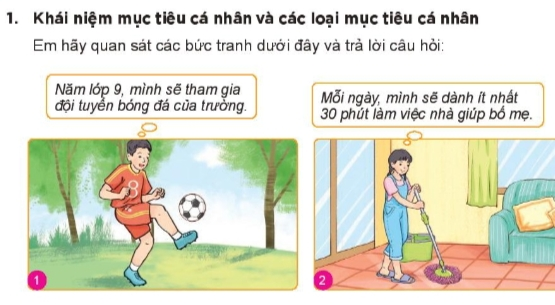 1. Khái niệm mục tiêu cá nhân và các loại mục tiêu cá nhân
Em hãy quan sát các bức tranh dưới đây và trả lời câu hỏi:
Năm lớp 9, mình sẽ tham gia
đội tuyển bóng đá của trường.
Mỗi ngày, mình sẽ dành ít nhất
30 phút làm việc nhà giúp bố mẹ.
8
1
2